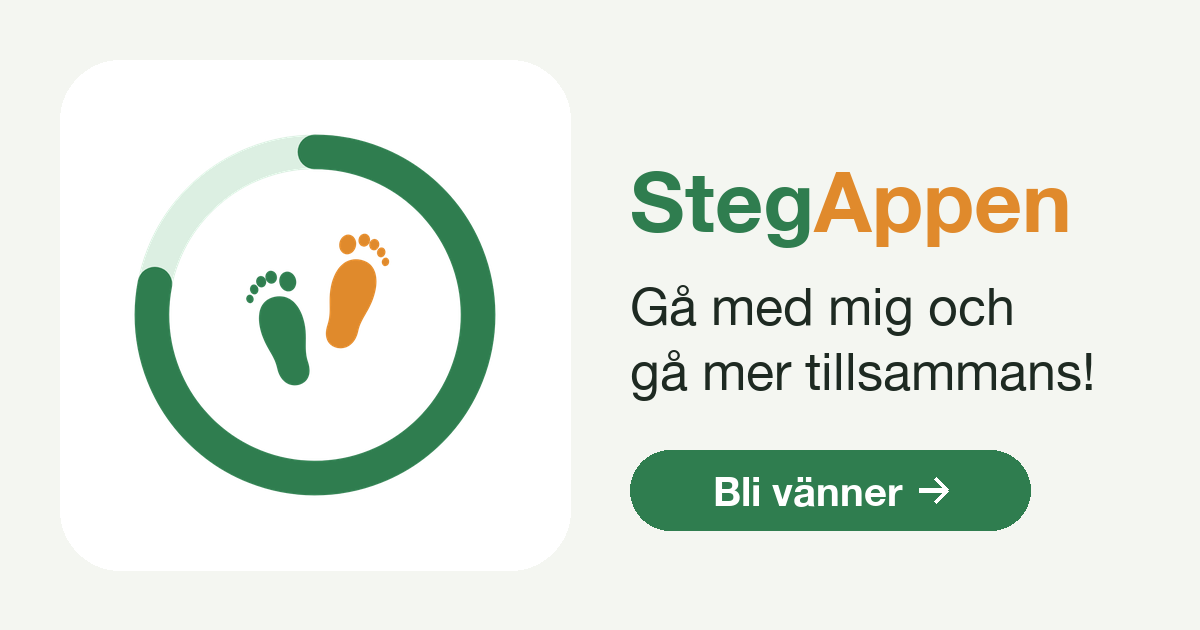 StegAppen
Gå med mig och
gå mer tillsammans!
Bli vänner →